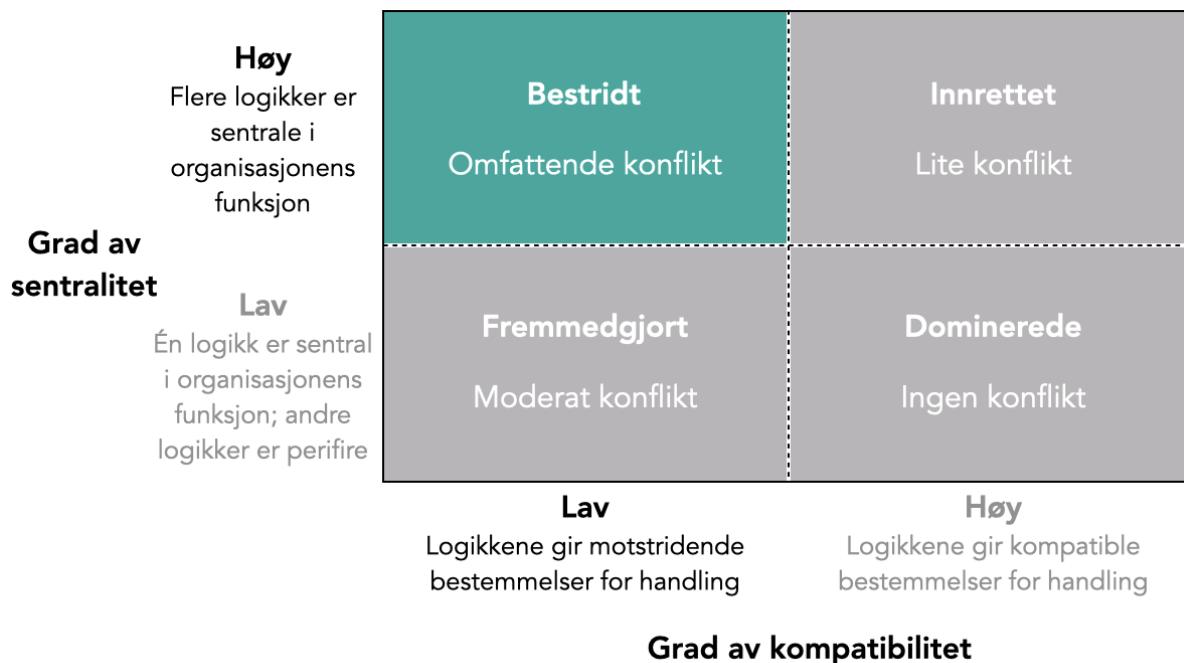 Høy
Flere logikker er
sentrale i
organisasjonens
funksjon
Bestridt
Omfattende konflikt
Innrettet
Lite konflikt
Grad av
sentralitet
Lav
Én logikk er sentral
i organisasjonens
funksjon; andre
logikker er perifire
Fremmedgjort
Moderat konflikt
Dominerede
Ingen konflikt
Lav
Logikkene gir motstridende
bestemmelser for handling
Høy
Logikkene gir kompatible
bestemmelser for handling
Grad av kompatibilitet